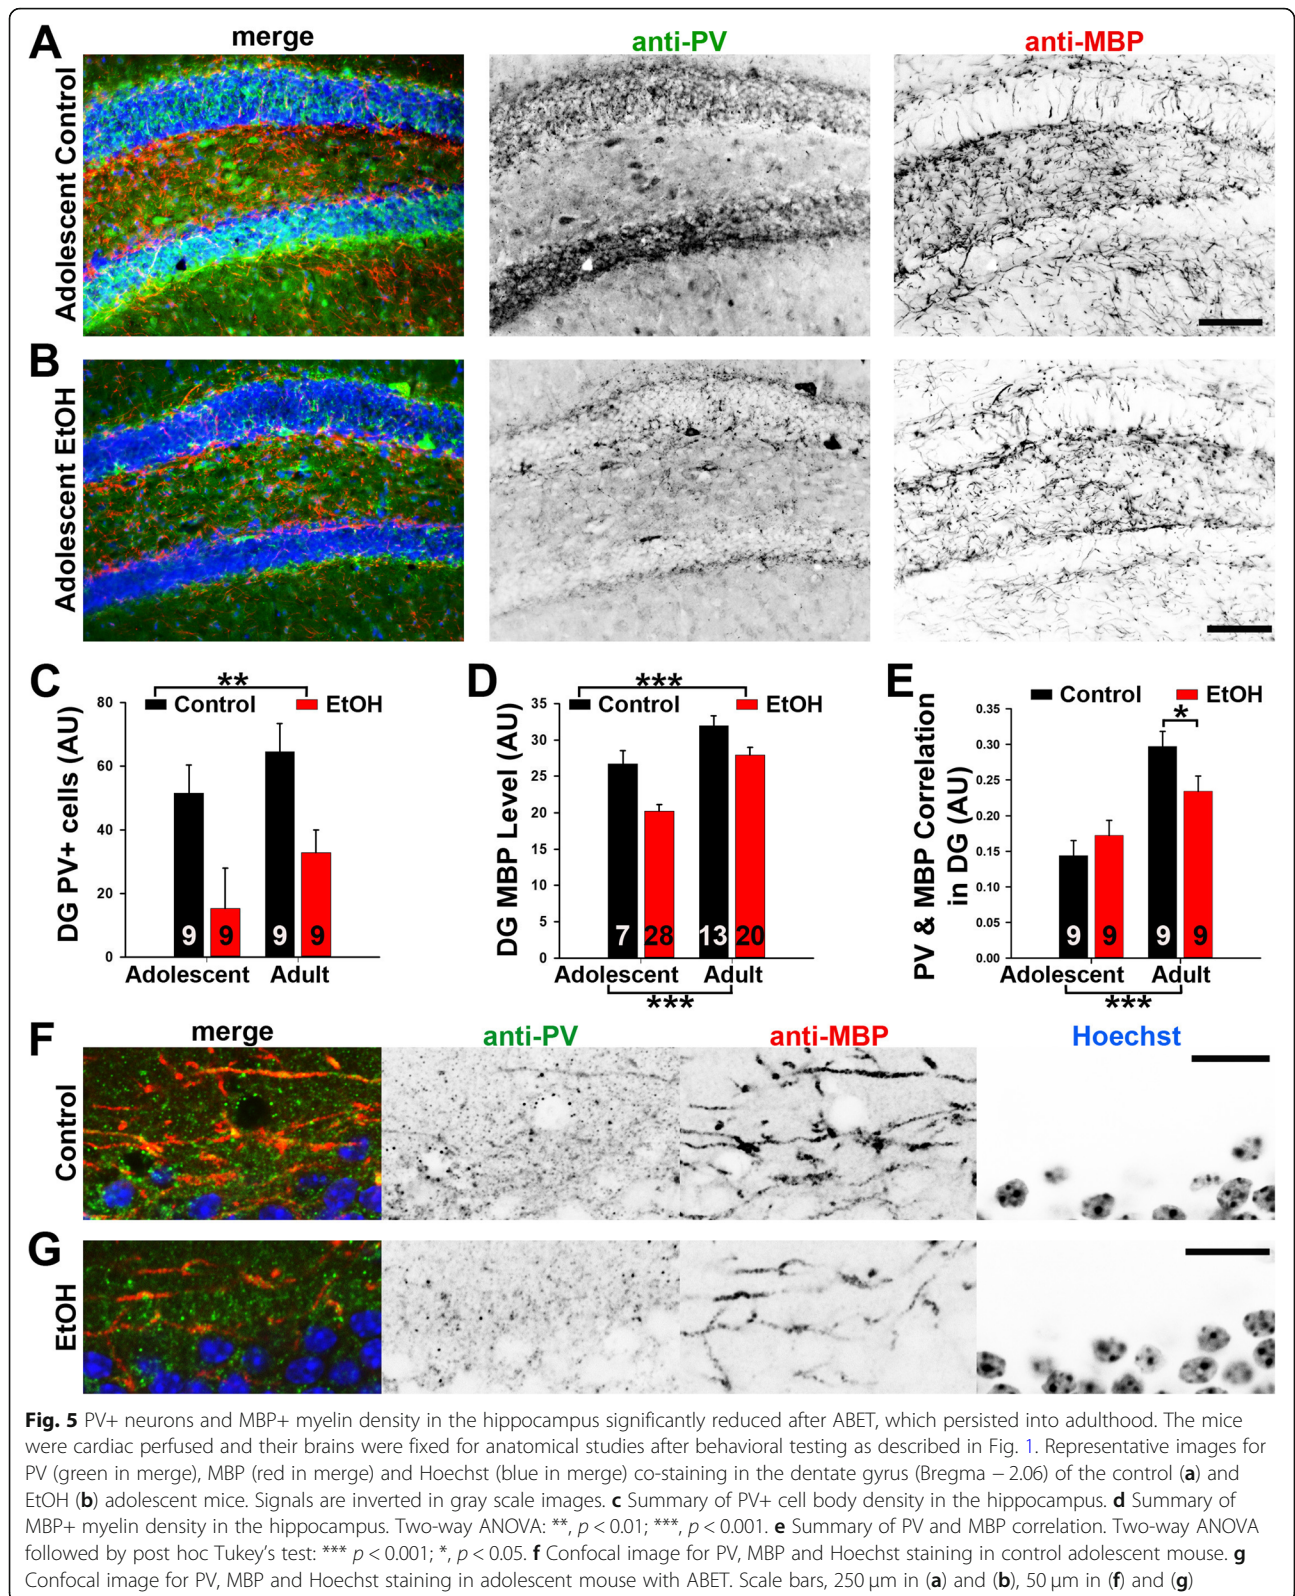 A
merge
anti-PV
anti-MBP
Adolescent Control
B
Adolescent EtOH
C
**
Control
EtOH
DG PV+ cells (AU)
80
60
40
20
0
9
9
9
9
Adolescent
Adult
D
***
Control
EtOH
DG MBP Level (AU)
35
30
25
20
15
10
5
0
7
28
13
20
Adolescent
Adult
***
E
Control
EtOH
*
PV & MBP Correlation
in DG (AU)
0.35
0.30
0.25
0.20
0.15
0.10
0.05
0.00
9
9
9
9
Adolescent
Adult
***
F
merge
anti-PV
anti-MBP
Hoechst
Control
G
EtOH
Fig. 5 PV+ neurons and MBP+ myelin density in the hippocampus significantly reduced after ABET, which persisted into adulthood. The mice
were cardiac perfused and their brains were fixed for anatomical studies after behavioral testing as described in Fig. 1. Representative images for
PV (green in merge), MBP (red in merge) and Hoechst (blue in merge) co-staining in the dentate gyrus (Bregma − 2.06) of the control (a) and
EtOH (b) adolescent mice. Signals are inverted in gray scale images. c Summary of PV+ cell body density in the hippocampus. d Summary of
MBP+ myelin density in the hippocampus. Two-way ANOVA: **, p < 0.01; ***, p < 0.001. e Summary of PV and MBP correlation. Two-way ANOVA
followed by post hoc Tukey's test: *** p < 0.001; *, p < 0.05. f Confocal image for PV, MBP and Hoechst staining in control adolescent mouse. g
Confocal image for PV, MBP and Hoechst staining in adolescent mouse with ABET. Scale bars, 250 μm in (a) and (b), 50 μm in (f) and (g)